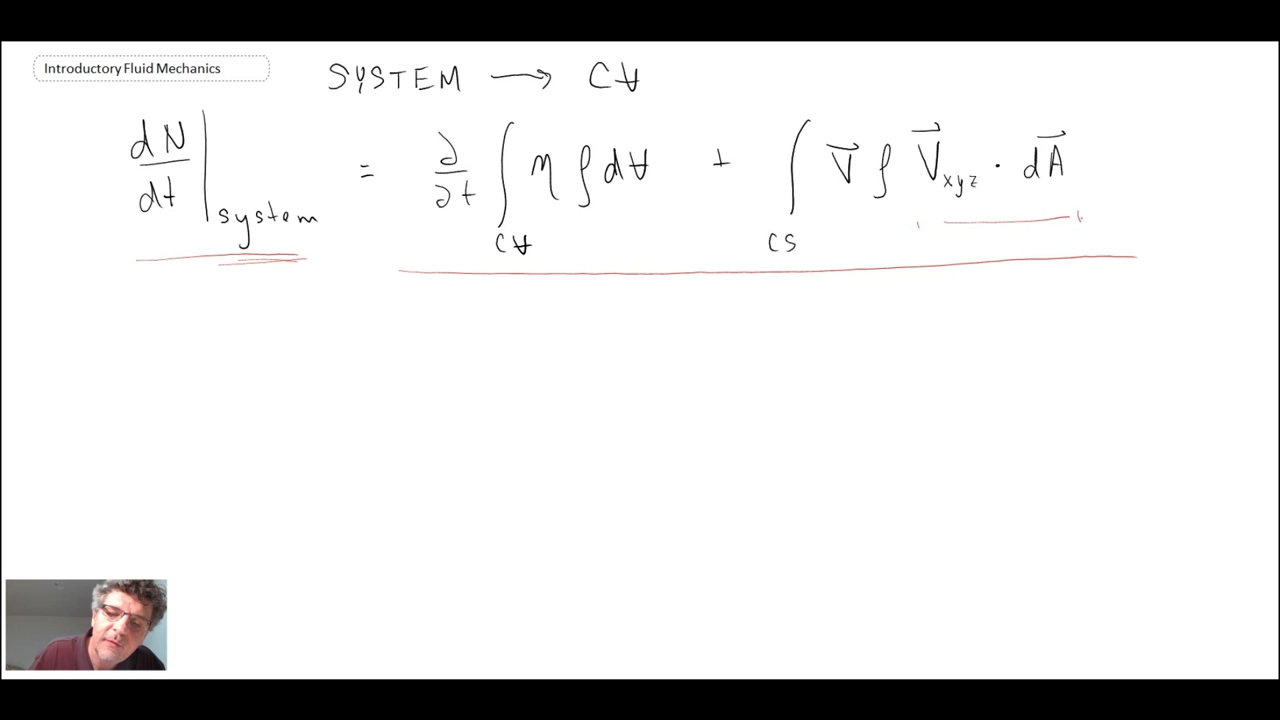 Introductory Fluid Mechanics
SYSTEM → C∀
dN/dt |system = ∂/∂t ∫C∀ η ρ d∀ + ∫CS V⃗ ρ V⃗xyz · dA⃗